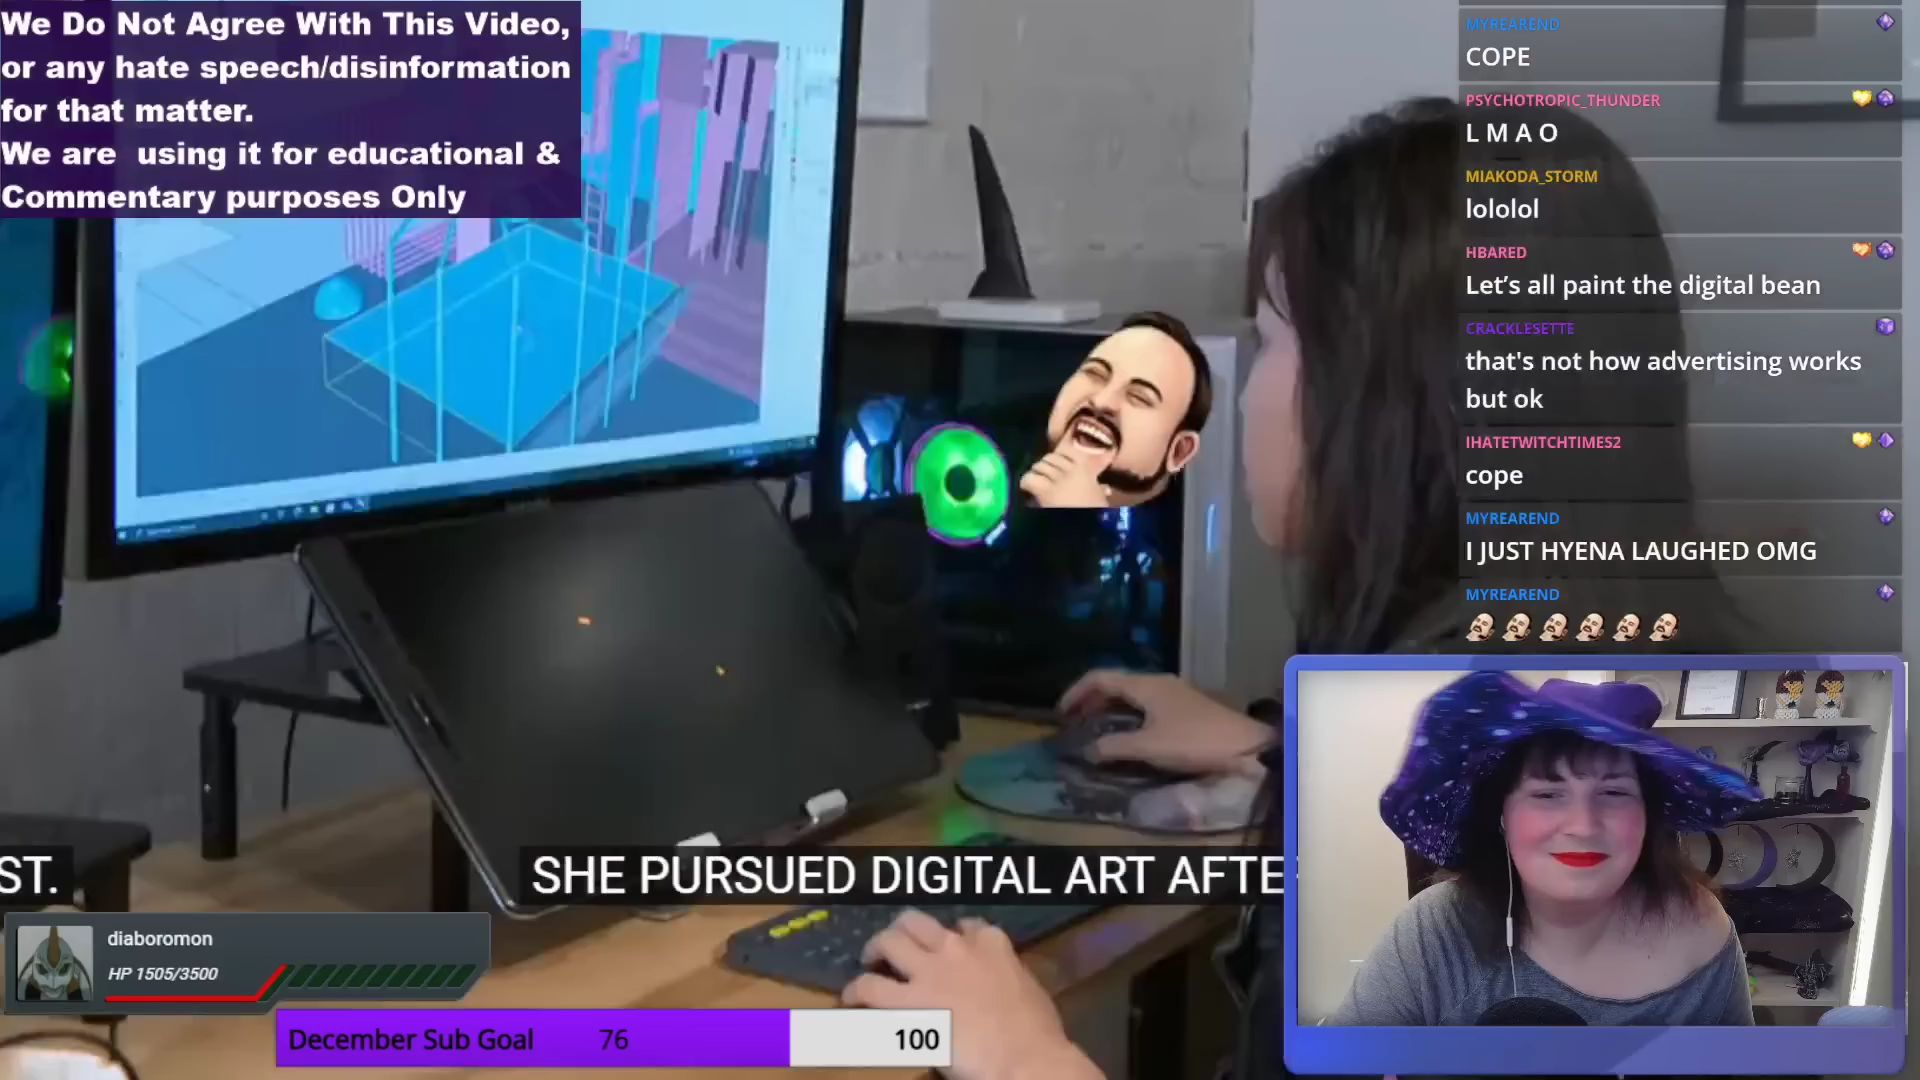 We Do Not Agree With This Video,
or any hate speech/disinformation
for that matter.
We are using it for educational &
Commentary purposes Only
MYREAREND
COPE
PSYCHOTROPIC_THUNDER
L M A O
MIAKODA_STORM
lololol
HBARED
Let’s all paint the digital bean
CRACKLESETTE
that's not how advertising works
but ok
IHATETWITCHTIMES2
cope
MYREAREND
I JUST HYENA LAUGHED OMG
MYREAREND
ST. SHE PURSUED DIGITAL ART AFTE
diaboromon
HP 1505/3500
December Sub Goal 76 100